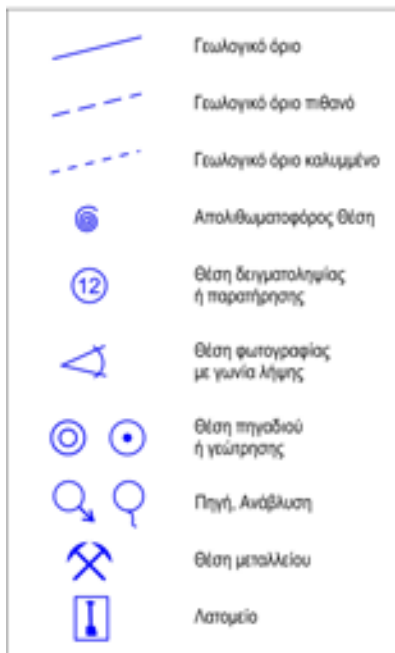 Γεωλογικό όριο
Γεωλογικό όριο πιθανό
Γεωλογικό όριο καλυμμένο
Απολιθωματοφόρος Θέση
12
Θέση δειγματοληψίας
ή παρατήρησης
Θέση φωτογραφίας
με γωνία λήψης
Θέση πηγαδιού
ή γεώτρησης
Πηγή, Ανάβλυση
Θέση μεταλλείου
Λατομείο